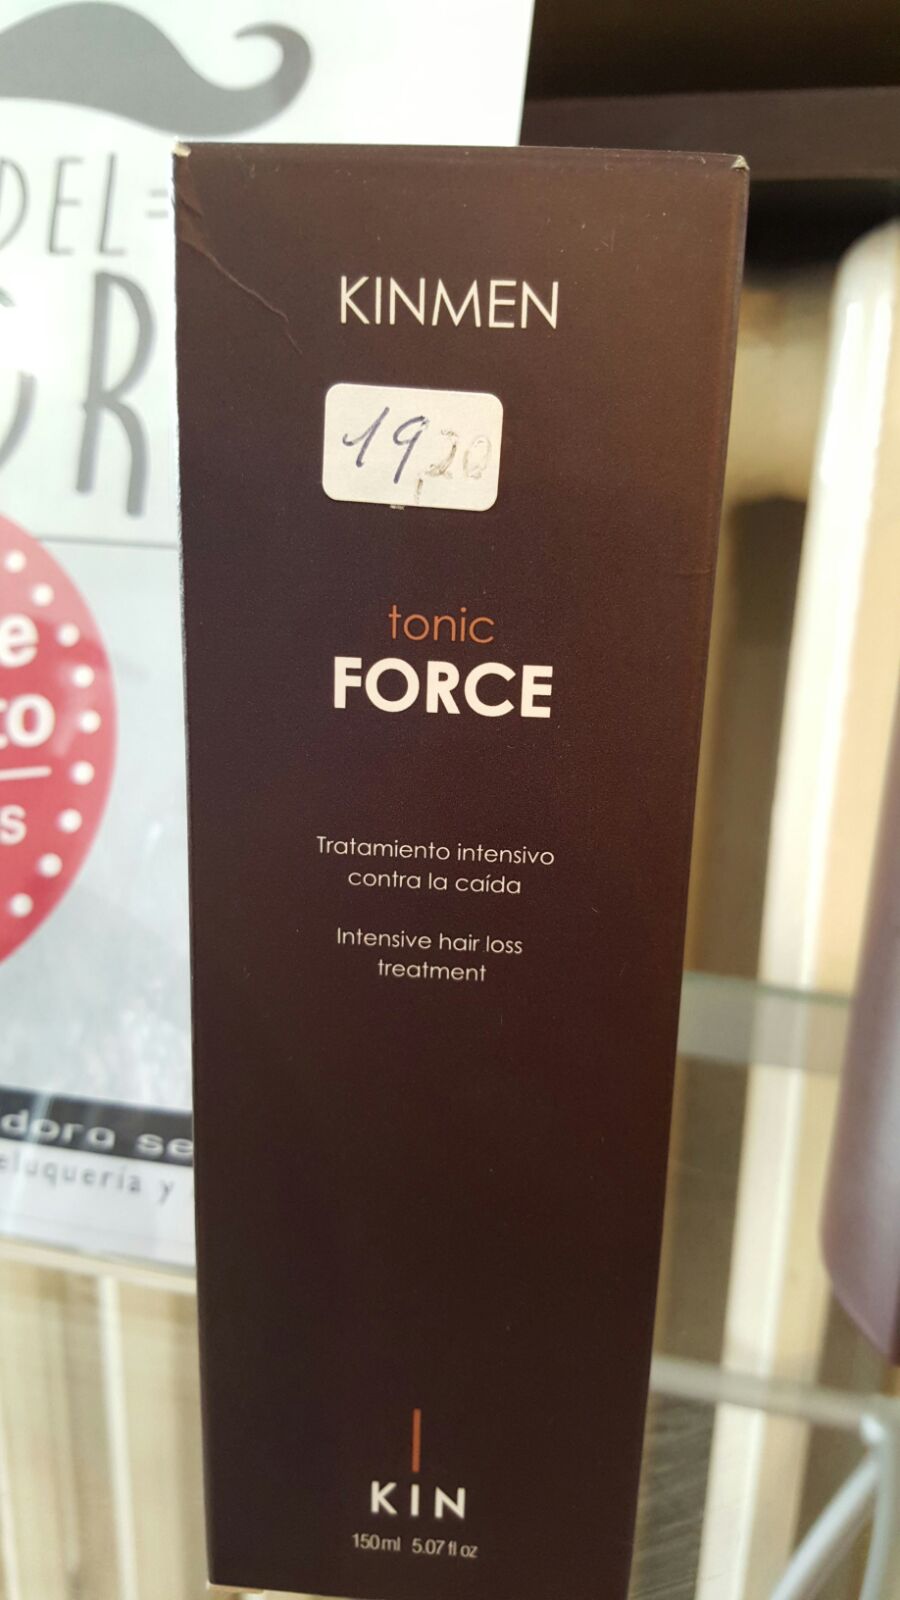 DEL=
KINMEN
19,20
tonic
FORCE
Tratamiento intensivo
contra la caída
Intensive hair loss
treatment
KIN
150ml 5.07 fl oz